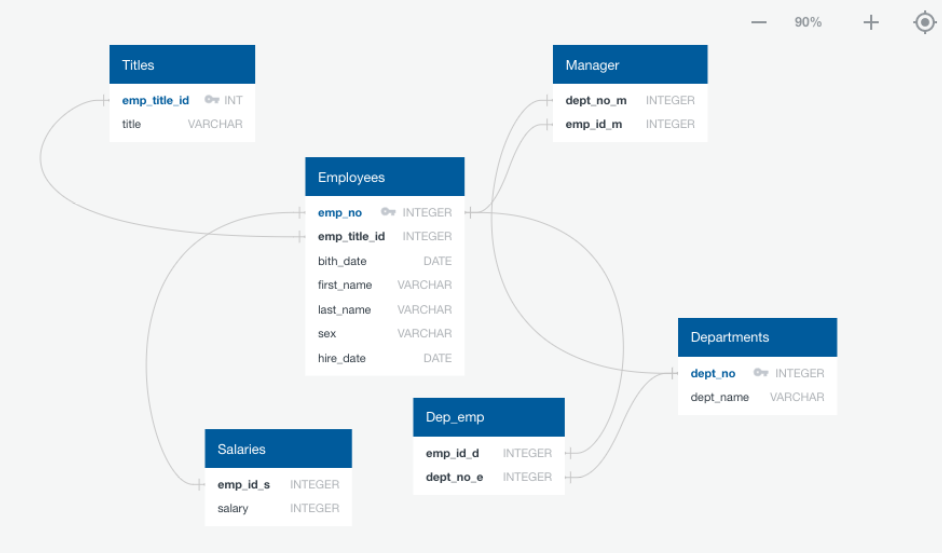 90%
Titles
emp_title_id INT
title VARCHAR
Manager
dept_no_m INTEGER
emp_id_m INTEGER
Employees
emp_no INTEGER
emp_title_id INTEGER
bith_date DATE
first_name VARCHAR
last_name VARCHAR
sex VARCHAR
hire_date DATE
Departments
dept_no INTEGER
dept_name VARCHAR
Dep_emp
emp_id_d INTEGER
dept_no_e INTEGER
Salaries
emp_id_s INTEGER
salary INTEGER